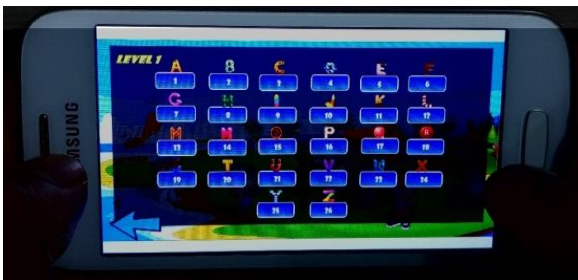 LEVEL 1
A B C E F
1 2 3 4 5 6
G H I J K L
7 8 9 10 11 12
M N O P R
13 14 15 16 17 18
T U V W X
19 20 21 22 23 24
Y Z
25 26
MSUNG